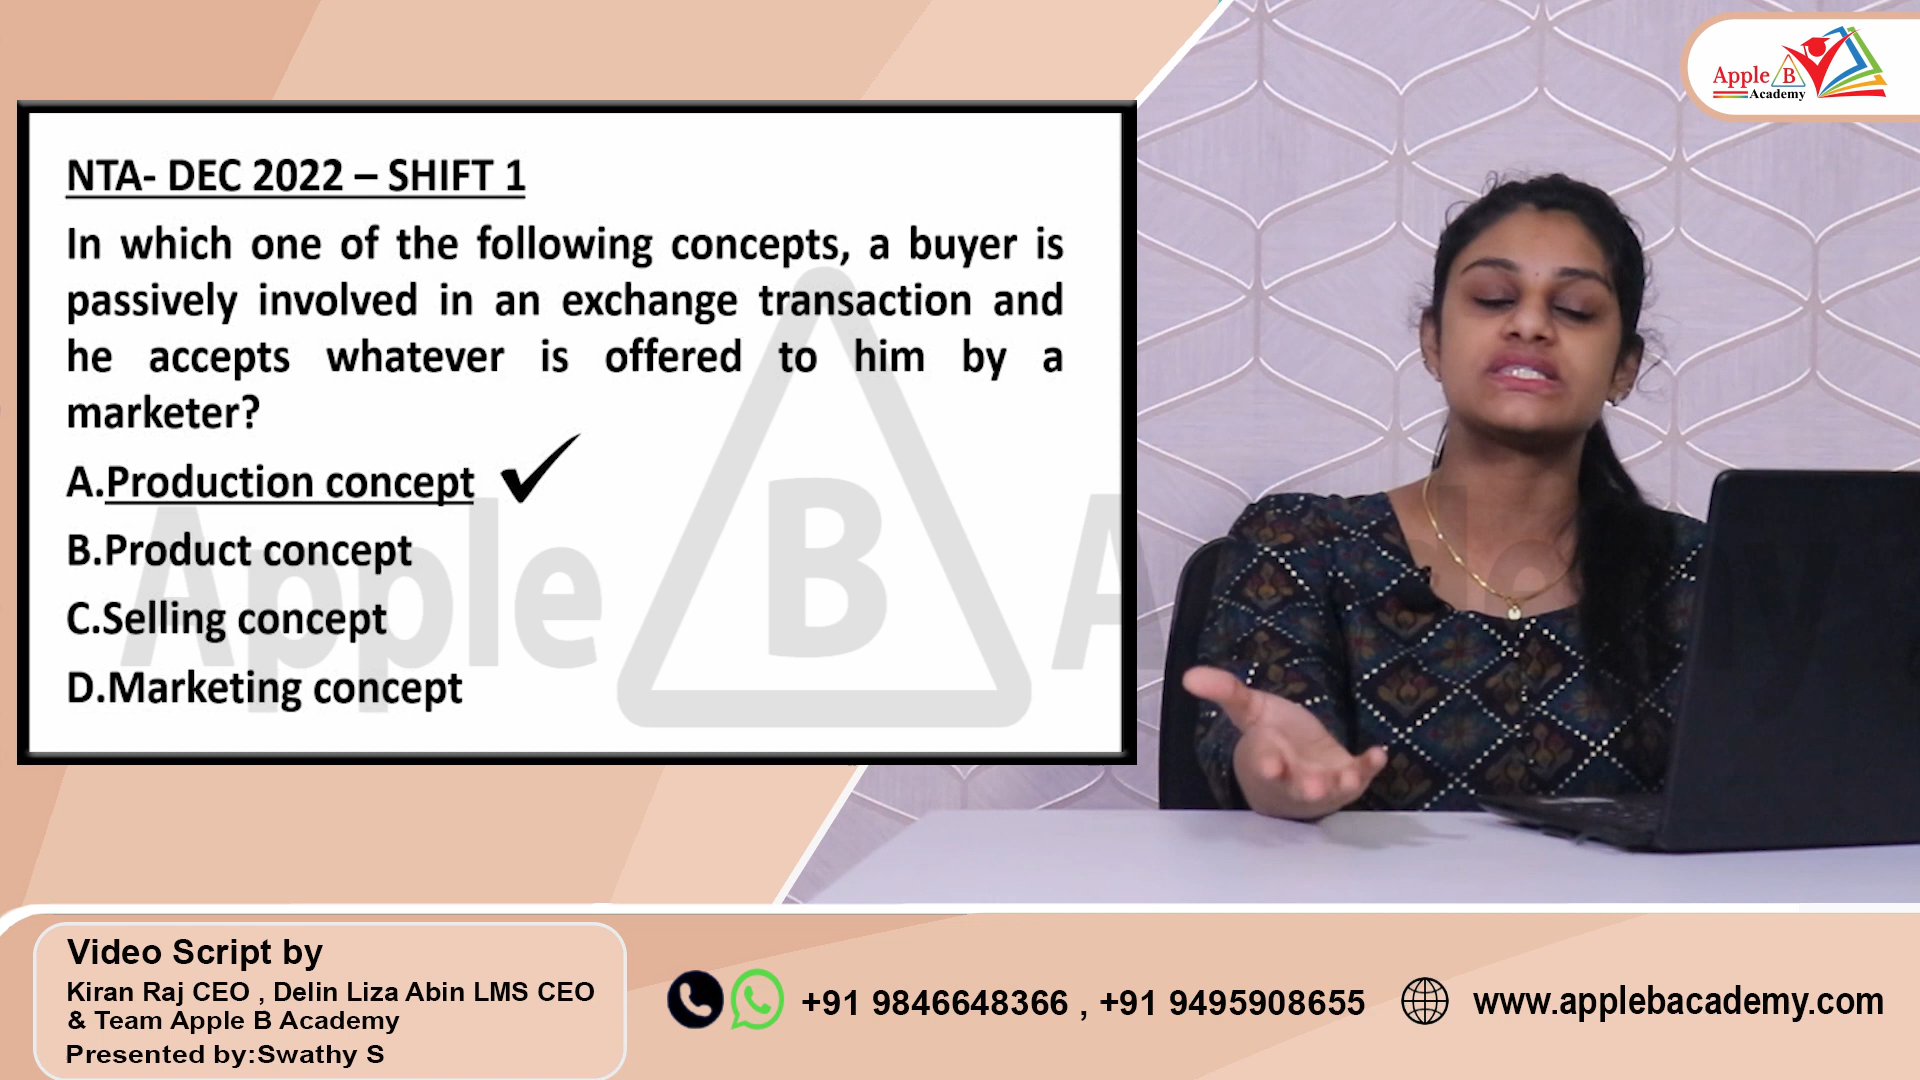 Apple B
Academy
NTA- DEC 2022 – SHIFT 1
In which one of the following concepts, a buyer is
passively involved in an exchange transaction and
he accepts whatever is offered to him by a
marketer?
A.Production concept
B.Product concept
C.Selling concept
D.Marketing concept
Apple B A
Video Script by
Kiran Raj CEO , Delin Liza Abin LMS CEO
& Team Apple B Academy
Presented by:Swathy S
+91 9846648366 , +91 9495908655
www.applebacademy.com